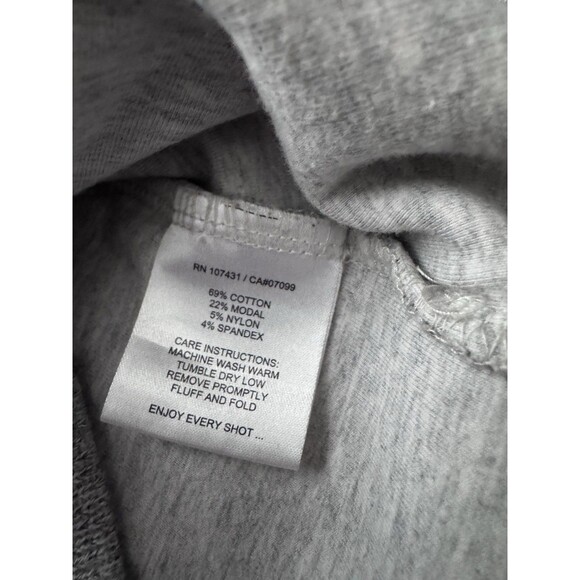 RN 107431 / CA#07099
69% COTTON
22% MODAL
5% NYLON
4% SPANDEX
CARE INSTRUCTIONS:
MACHINE WASH WARM
TUMBLE DRY LOW
REMOVE PROMPTLY
FLUFF AND FOLD
ENJOY EVERY SHOT ...